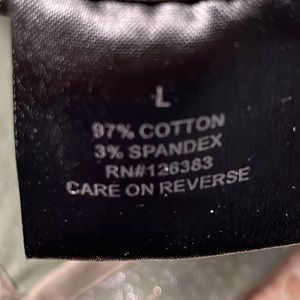 L
97% COTTON
3% SPANDEX
RN#126383
CARE ON REVERSE